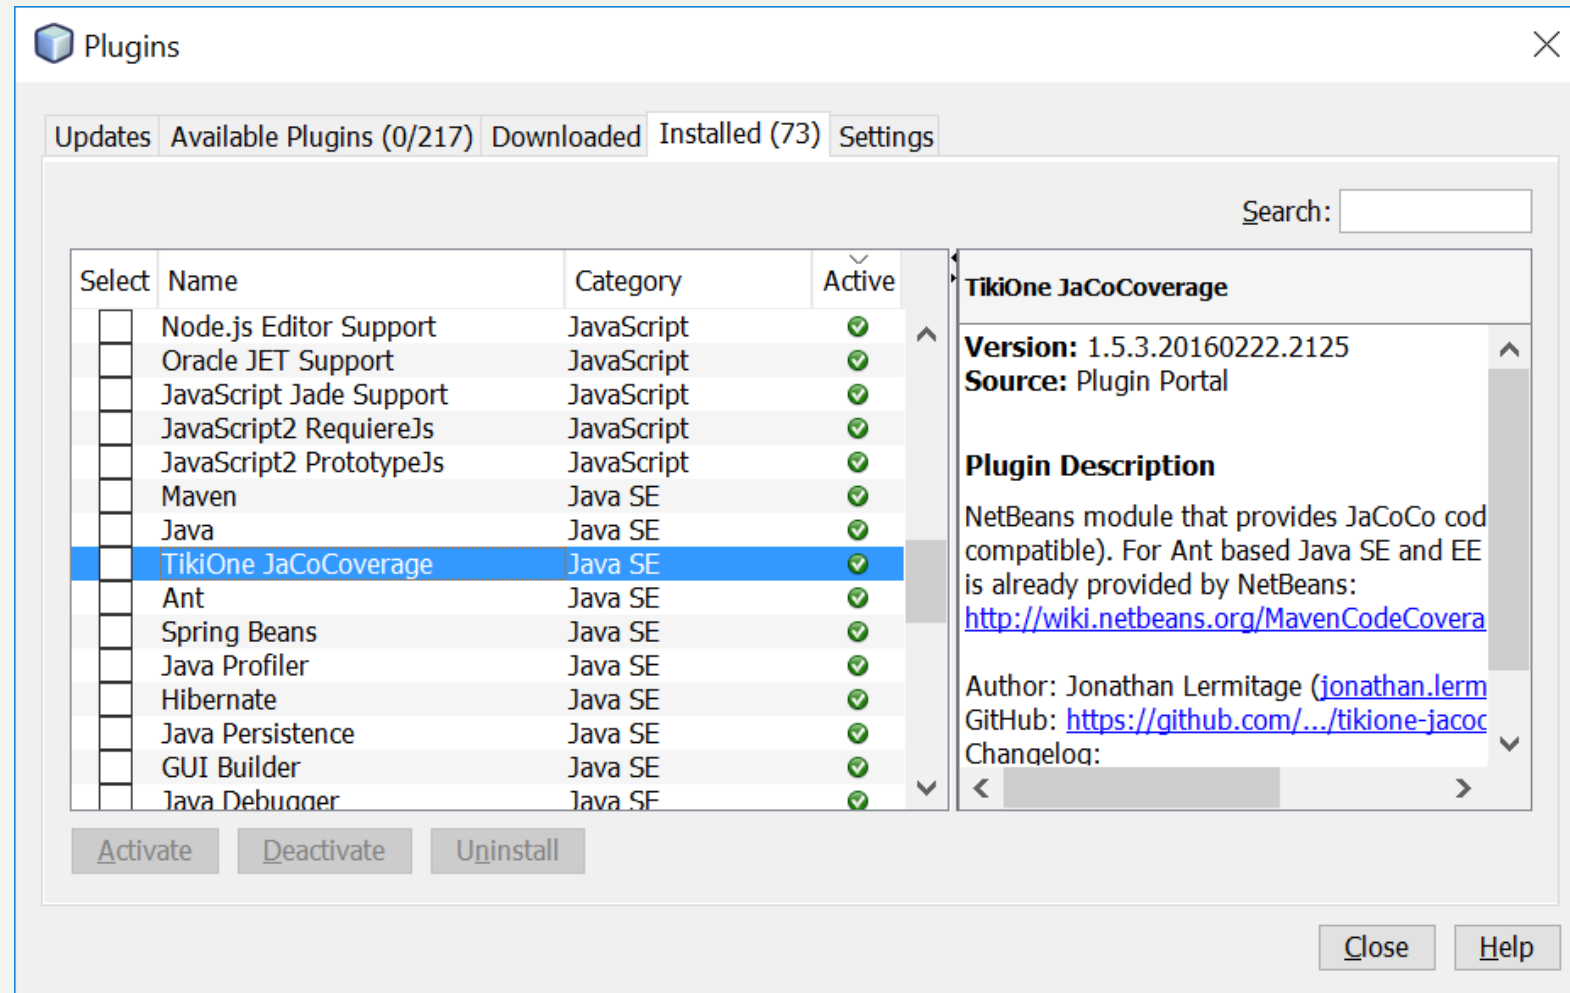 Plugins
Updates Available Plugins (0/217) Downloaded Installed (73) Settings
Search:
Select Name Category Active
Node.js Editor Support JavaScript
Oracle JET Support JavaScript
JavaScript Jade Support JavaScript
JavaScript2 RequiereJs JavaScript
JavaScript2 PrototypeJs JavaScript
Maven Java SE
Java Java SE
TikiOne JaCoCoverage Java SE
Ant Java SE
Spring Beans Java SE
Java Profiler Java SE
Hibernate Java SE
Java Persistence Java SE
GUI Builder Java SE
Java Debugger Java SE
TikiOne JaCoCoverage
Version: 1.5.3.20160222.2125
Source: Plugin Portal
Plugin Description
NetBeans module that provides JaCoCo cod
compatible). For Ant based Java SE and EE
is already provided by NetBeans:
http://wiki.netbeans.org/MavenCodeCovera
Author: Jonathan Lermitage (jonathan.lerm
GitHub: https://github.com/.../tikione-jacoc
Changelog:
Activate Deactivate Uninstall
Close Help